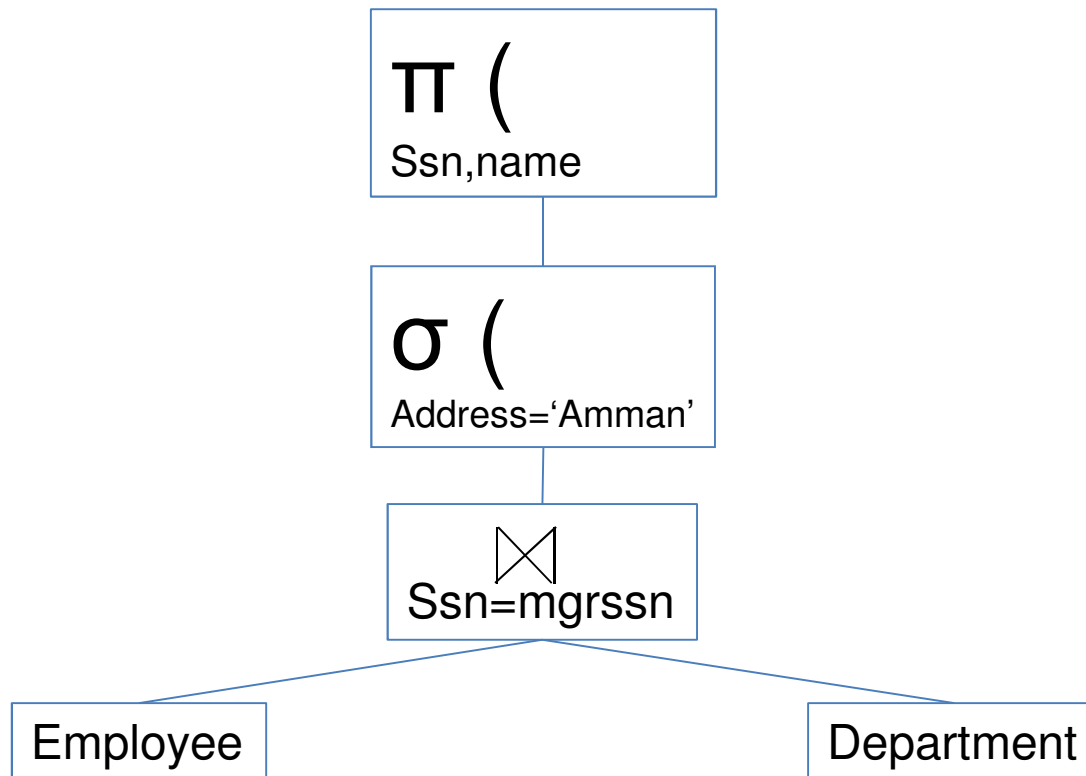 π (
Ssn,name
σ (
Address=‘Amman’
⋈
Ssn=mgrssn
Employee
Department